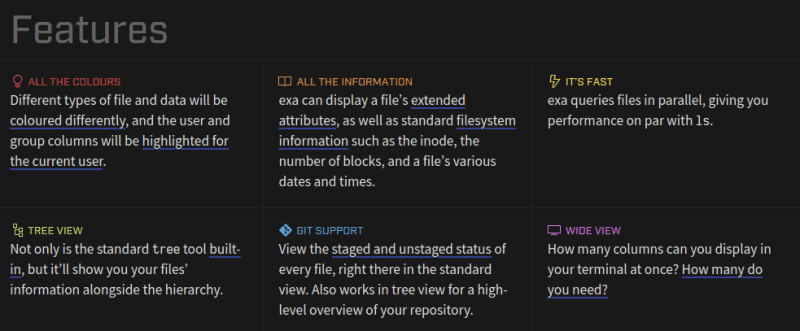 Features
ALL THE COLOURS
Different types of file and data will be
coloured differently, and the user and
group columns will be highlighted for
the current user.
ALL THE INFORMATION
exa can display a file's extended
attributes, as well as standard filesystem
information such as the inode, the
number of blocks, and a file's various
dates and times.
IT'S FAST
exa queries files in parallel, giving you
performance on par with ls.
TREE VIEW
Not only is the standard tree tool built-
in, but it'll show you your files'
information alongside the hierarchy.
GIT SUPPORT
View the staged and unstaged status of
every file, right there in the standard
view. Also works in tree view for a high-
level overview of your repository.
WIDE VIEW
How many columns can you display in
your terminal at once? How many do
you need?